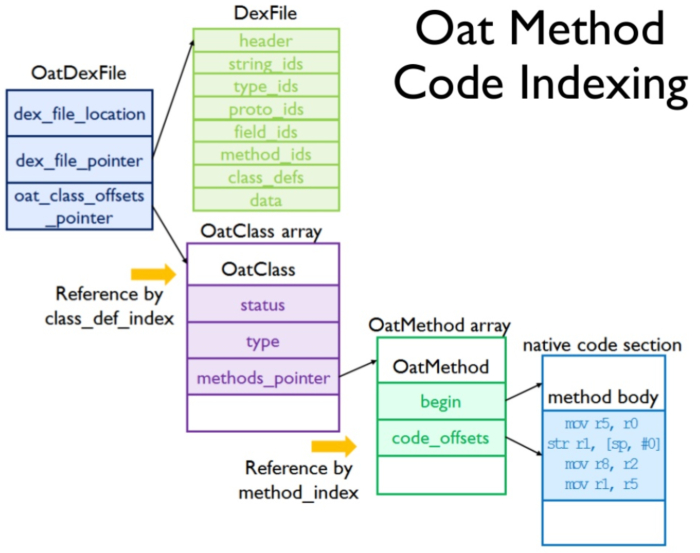 Oat Method
Code Indexing
DexFile
header
string_ids
type_ids
proto_ids
field_ids
method_ids
class_defs
data
OatDexFile
dex_file_location
dex_file_pointer
oat_class_offsets
_pointer
OatClass array
OatClass
status
type
methods_pointer
Reference by
class_def_index
OatMethod array
OatMethod
begin
code_offsets
Reference by
method_index
native code section
method body
mov r5, r0
str r1, [sp, #0]
mov r8, r2
mov r1, r5